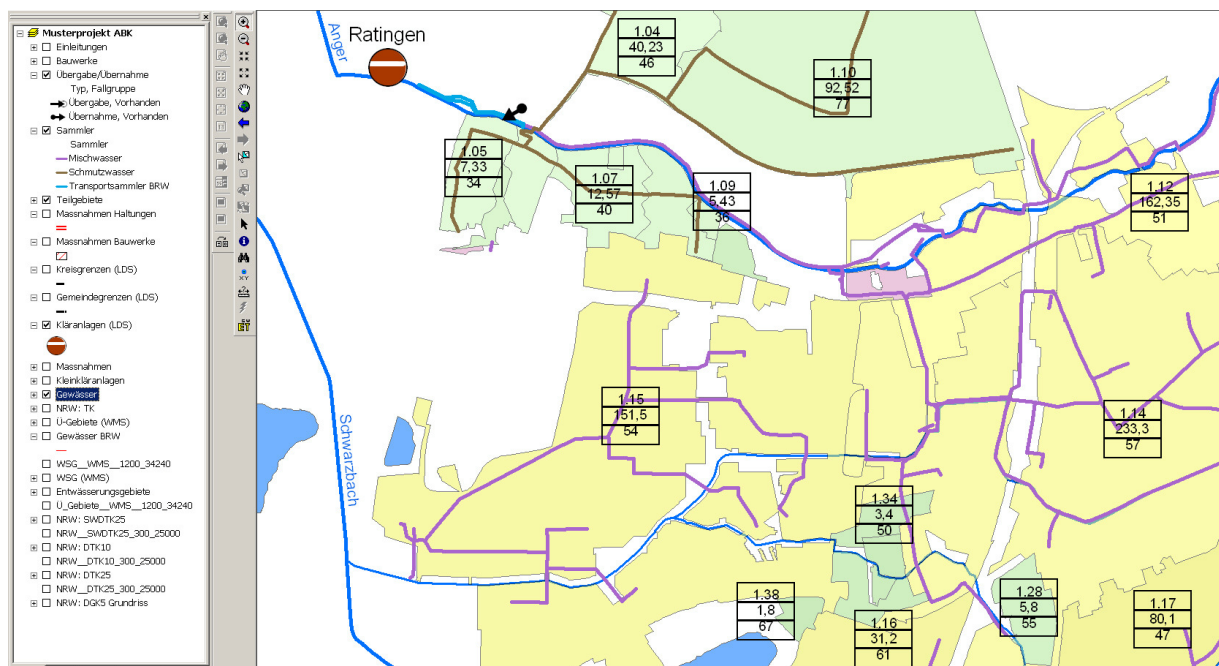 Musterprojekt ABK
Einleitungen
Bauwerke
Übergabe/Übernahme
Typ, Fallgruppe
Übergabe, Vorhanden
Übernahme, Vorhanden
Sammler
Sammler
Mischwasser
Schmutzwasser
Transportsammler BRW
Teilgebiete
Massnahmen Haltungen
Massnahmen Bauwerke
Kreisgrenzen (LDS)
Gemeindegrenzen (LDS)
Kläranlagen (LDS)
Massnahmen
Kleinkläranlagen
Gewässer
NRW: TK
Ü-Gebiete (WMS)
Gewässer BRW
WSG__WMS__1200_34240
WSG (WMS)
Entwässerungsgebiete
Ü_Gebiete__WMS_1200_34240
NRW: SWDTK25
NRW__SWDTK25_300_25000
NRW: DTK10
NRW__DTK10_300_25000
NRW: DTK25
NRW__DTK25_300_25000
NRW: DGK5 Grundriss
XY
ET
Anger
Ratingen
1.04
40,23
46
1.10
92,52
77
1.05
7,33
34
1.07
12,57
40
1.09
5,43
36
1.12
162,35
51
1.15
151,5
54
1.14
233,3
57
Schwarzbach
1.34
3,4
50
1.38
1,8
67
1.16
31,2
61
1.28
5,8
55
1.17
80,1
47